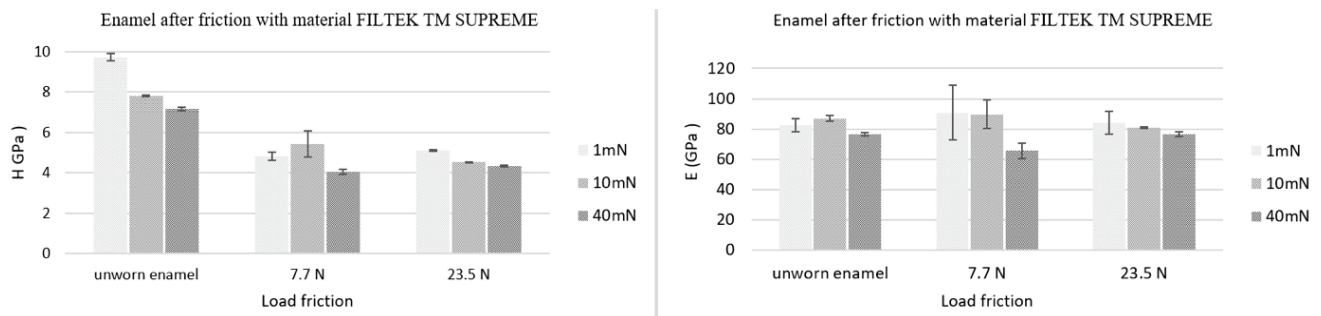 Enamel after friction with material FILTEK TM SUPREME
10
8
6
4
2
0
H GPa )
unworn enamel
7.7 N
23.5 N
Load friction
1mN
10mN
40mN
Enamel after friction with material FILTEK TM SUPREME
120
100
80
60
40
20
0
E (GPa)
unworn enamel
7.7 N
23.5 N
Load friction
1mN
10mN
40mN